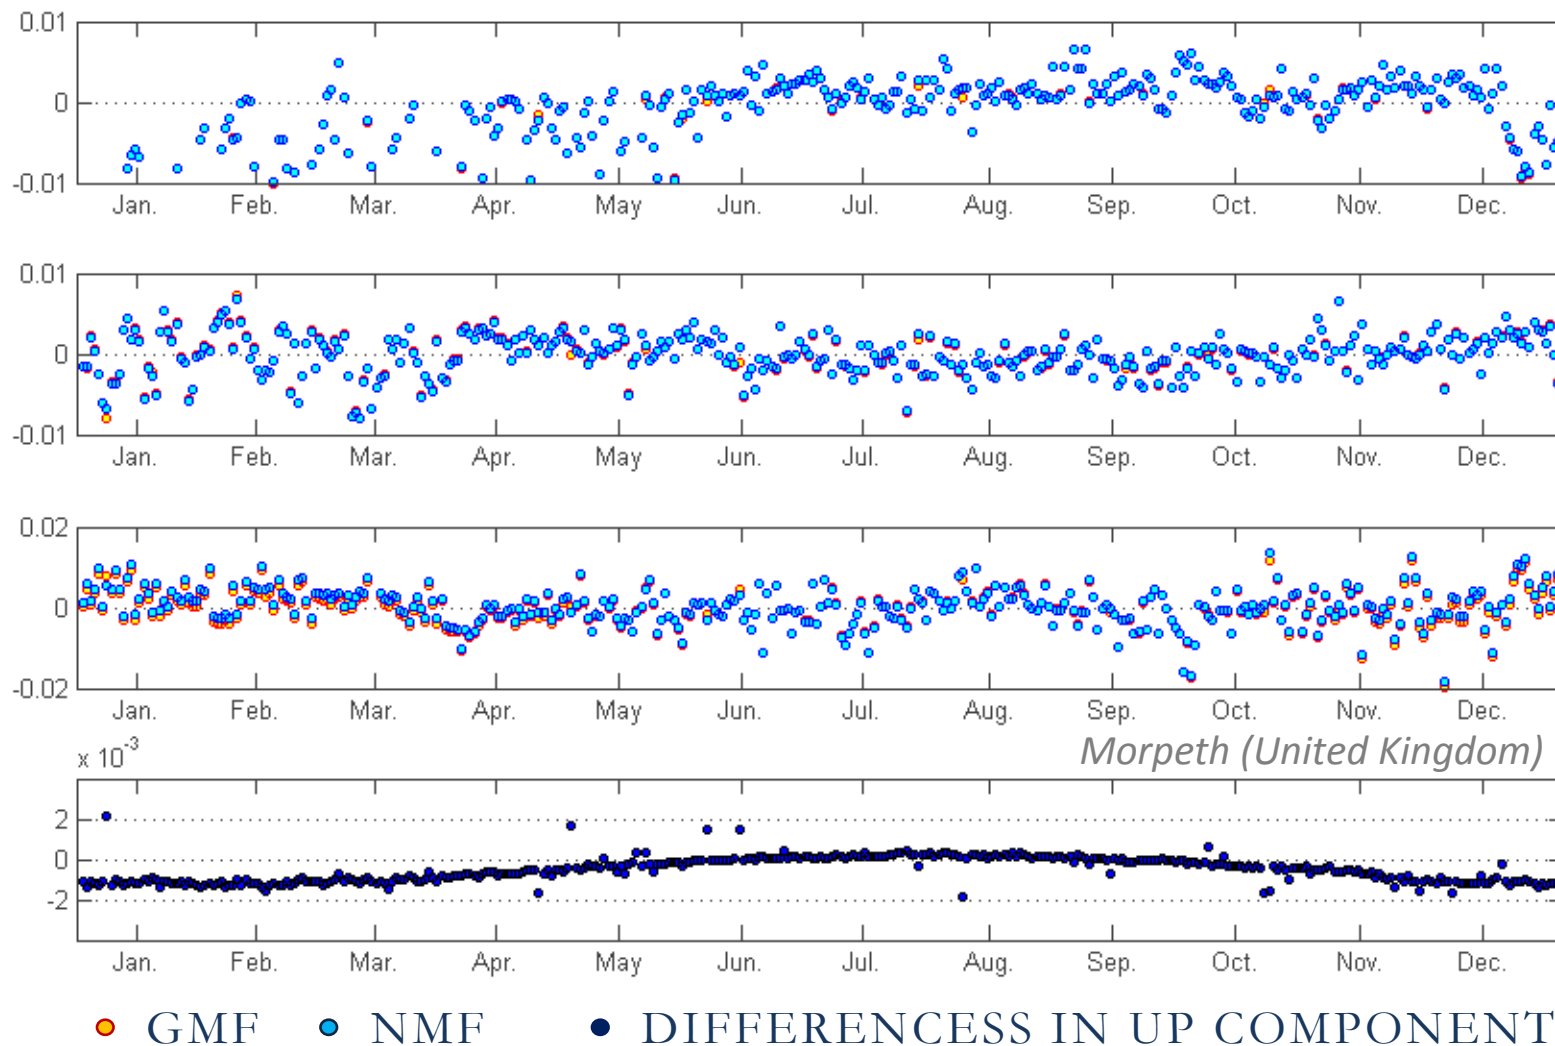 0.01
0
-0.01
Jan. Feb. Mar. Apr. May Jun. Jul. Aug. Sep. Oct. Nov. Dec.
0.01
0
-0.01
Jan. Feb. Mar. Apr. May Jun. Jul. Aug. Sep. Oct. Nov. Dec.
0.02
0
-0.02
Jan. Feb. Mar. Apr. May Jun. Jul. Aug. Sep. Oct. Nov. Dec.
x 10⁻³
Morpeth (United Kingdom)
2
0
-2
Jan. Feb. Mar. Apr. May Jun. Jul. Aug. Sep. Oct. Nov. Dec.
GMF NMF DIFFERENCESS IN UP COMPONENT